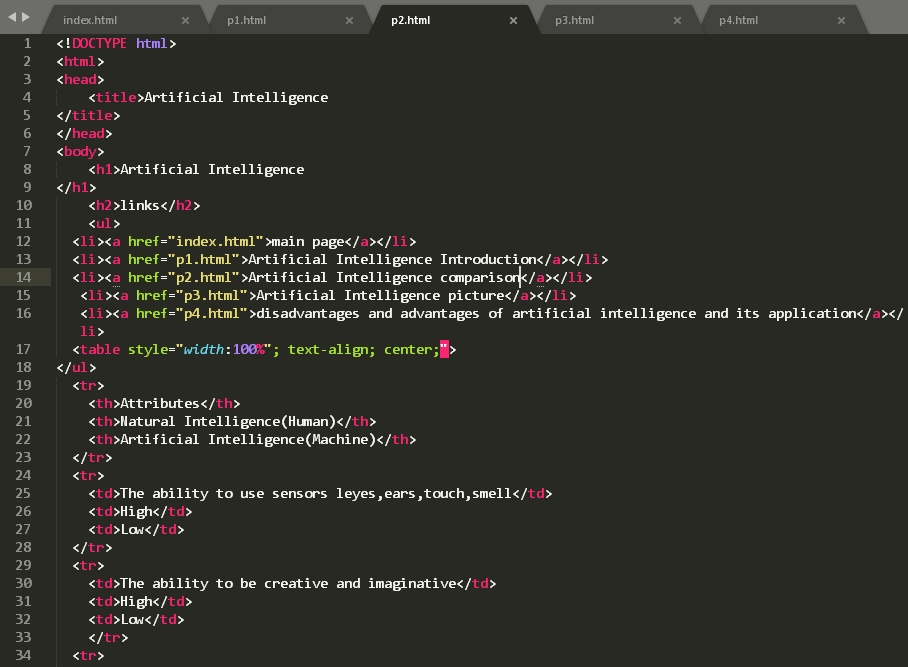 index.html × p1.html × p2.html × p3.html × p4.html ×
1 <!DOCTYPE html>
2 <html>
3 <head>
4 <title>Artificial Intelligence
5 </title>
6 </head>
7 <body>
8 <h1>Artificial Intelligence
9 </h1>
10 <h2>links</h2>
11 <ul>
12 <li><a href="index.html">main page</a></li>
13 <li><a href="p1.html">Artificial Intelligence Introduction</a></li>
14 <li><a href="p2.html">Artificial Intelligence comparison</a></li>
15 <li><a href="p3.html">Artificial Intelligence picture</a></li>
16 <li><a href="p4.html">disadvantages and advantages of artificial intelligence and its application</a></
li>
17 <table style="width:100%"; text-align; center;">
18 </ul>
19 <tr>
20 <th>Attributes</th>
21 <th>Natural Intelligence(Human)</th>
22 <th>Artificial Intelligence(Machine)</th>
23 </tr>
24 <tr>
25 <td>The ability to use sensors leyes,ears,touch,smell</td>
26 <td>High</td>
27 <td>Low</td>
28 </tr>
29 <tr>
30 <td>The ability to be creative and imaginative</td>
31 <td>High</td>
32 <td>Low</td>
33 </tr>
34 <tr>